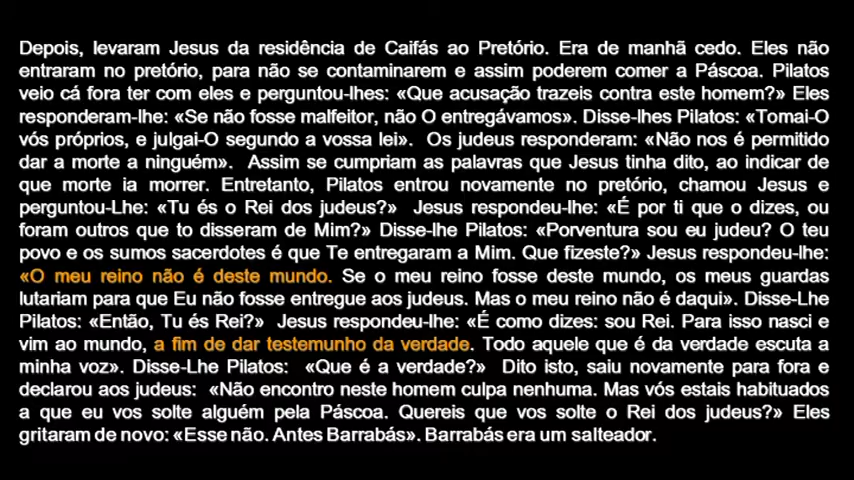 Depois, levaram Jesus da residência de Caifás ao Pretório. Era de manhã cedo. Eles não
entraram no pretório, para não se contaminarem e assim poderem comer a Páscoa. Pilatos
veio cá fora ter com eles e perguntou-lhes: «Que acusação trazeis contra este homem?» Eles
responderam-lhe: «Se não fosse malfeitor, não O entregávamos». Disse-lhes Pilatos: «Tomai-O
vós próprios, e julgai-O segundo a vossa lei». Os judeus responderam: «Não nos é permitido
dar a morte a ninguém». Assim se cumpriam as palavras que Jesus tinha dito, ao indicar de
que morte ia morrer. Entretanto, Pilatos entrou novamente no pretório, chamou Jesus e
perguntou-Lhe: «Tu és o Rei dos judeus?» Jesus respondeu-lhe: «É por ti que o dizes, ou
foram outros que to disseram de Mim?» Disse-lhe Pilatos: «Porventura sou eu judeu? O teu
povo e os sumos sacerdotes é que Te entregaram a Mim. Que fizeste?» Jesus respondeu-lhe:
«O meu reino não é deste mundo. Se o meu reino fosse deste mundo, os meus guardas
lutariam para que Eu não fosse entregue aos judeus. Mas o meu reino não é daqui». Disse-Lhe
Pilatos: «Então, Tu és Rei?» Jesus respondeu-lhe: «É como dizes: sou Rei. Para isso nasci e
vim ao mundo, a fim de dar testemunho da verdade. Todo aquele que é da verdade escuta a
minha voz». Disse-Lhe Pilatos: «Que é a verdade?» Dito isto, saiu novamente para fora e
declarou aos judeus: «Não encontro neste homem culpa nenhuma. Mas vós estais habituados
a que eu vos solte alguém pela Páscoa. Quereis que vos solte o Rei dos judeus?» Eles
gritaram de novo: «Esse não. Antes Barrabás». Barrabás era um salteador.